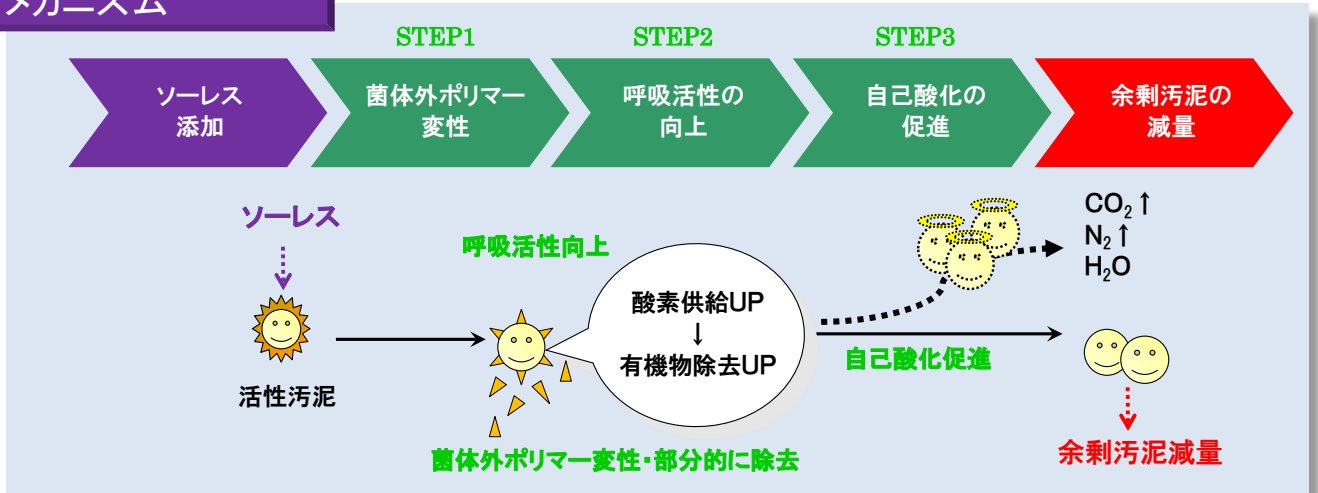 メカニズム
STEP1
STEP2
STEP3
ソーレス
添加
菌体外ポリマー
変性
呼吸活性の
向上
自己酸化の
促進
余剰汚泥の
減量
ソーレス
活性汚泥
呼吸活性向上
酸素供給UP
↓
有機物除去UP
菌体外ポリマー変性・部分的に除去
自己酸化促進
CO₂↑
N₂↑
H₂O
余剰汚泥減量